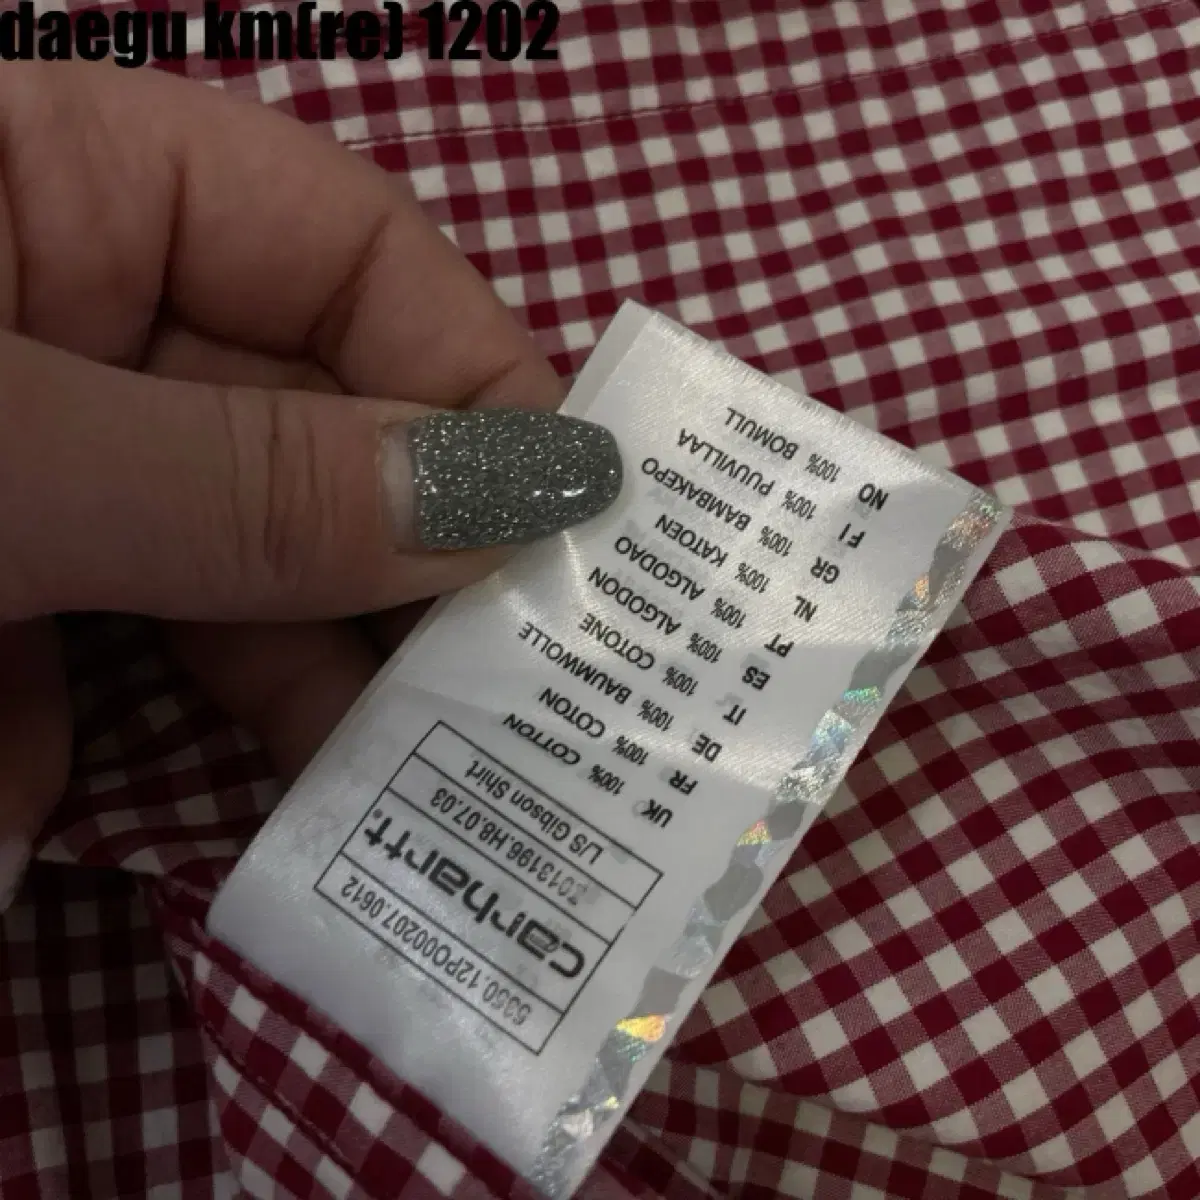 daegu km(re) 1202
5350.12PO00207.0612
carhartt.
I013196.H8.07.03
L/S Gibson Shirt
UK 100% COTTON
FR 100% COTON
DE 100% BAUMWOLLE
IT 100% COTONE
ES 100% ALGODON
PT 100% ALGODAO
NL 100% KATOEN
GR 100% BAMBAKEPO
FI 100% PUUVILLAA
NO 100% BOMULL